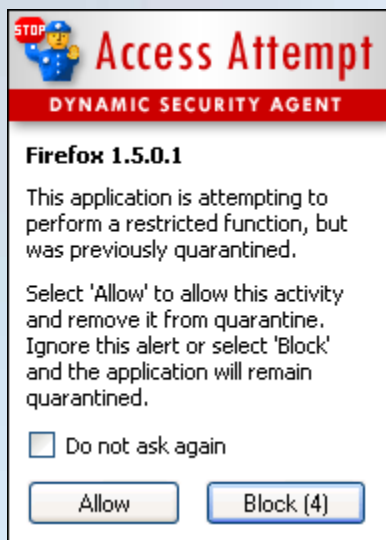 STOP
Access Attempt
DYNAMIC SECURITY AGENT
Firefox 1.5.0.1
This application is attempting to
perform a restricted function, but
was previously quarantined.
Select 'Allow' to allow this activity
and remove it from quarantine.
Ignore this alert or select 'Block'
and the application will remain
quarantined.
Do not ask again
Allow Block (4)